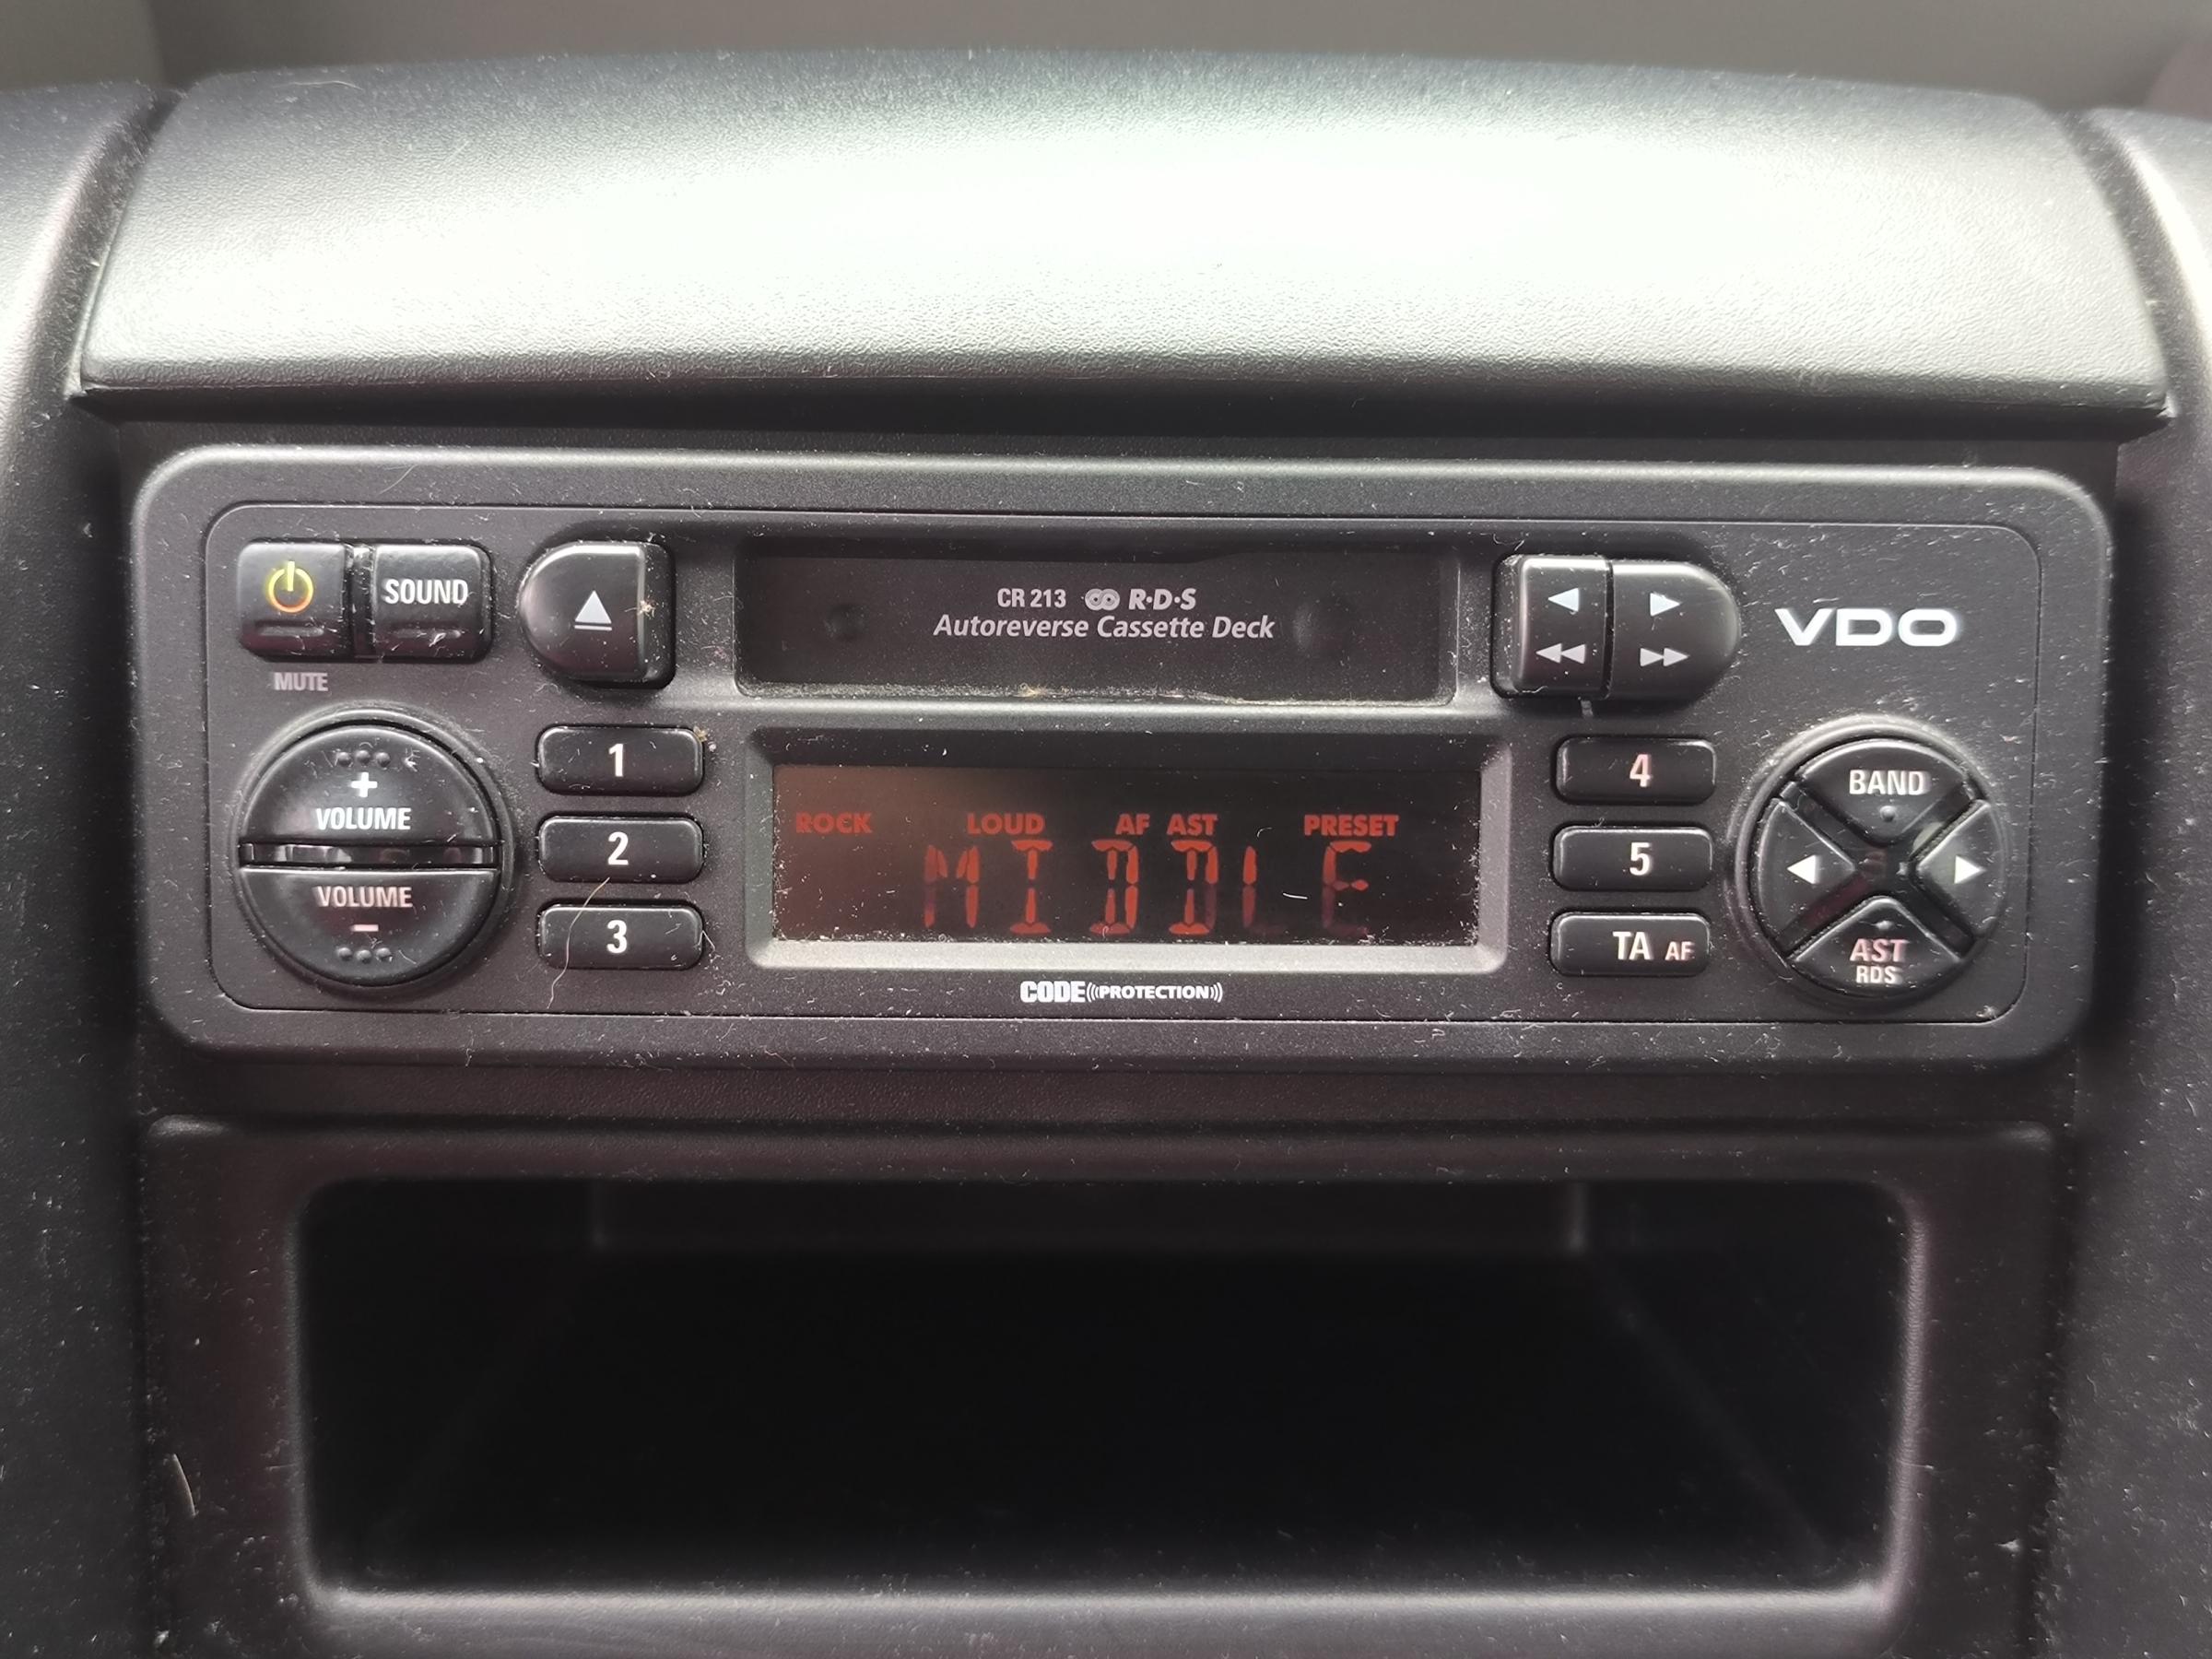 SOUND
MUTE
CR 213 R·D·S
Autoreverse Cassette Deck
VDO
+
VOLUME
VOLUME
−
1
2
3
ROCK LOUD AF AST PRESET
MIDDLE
4
5
TA AF
BAND
AST
RDS
CODE((PROTECTION))